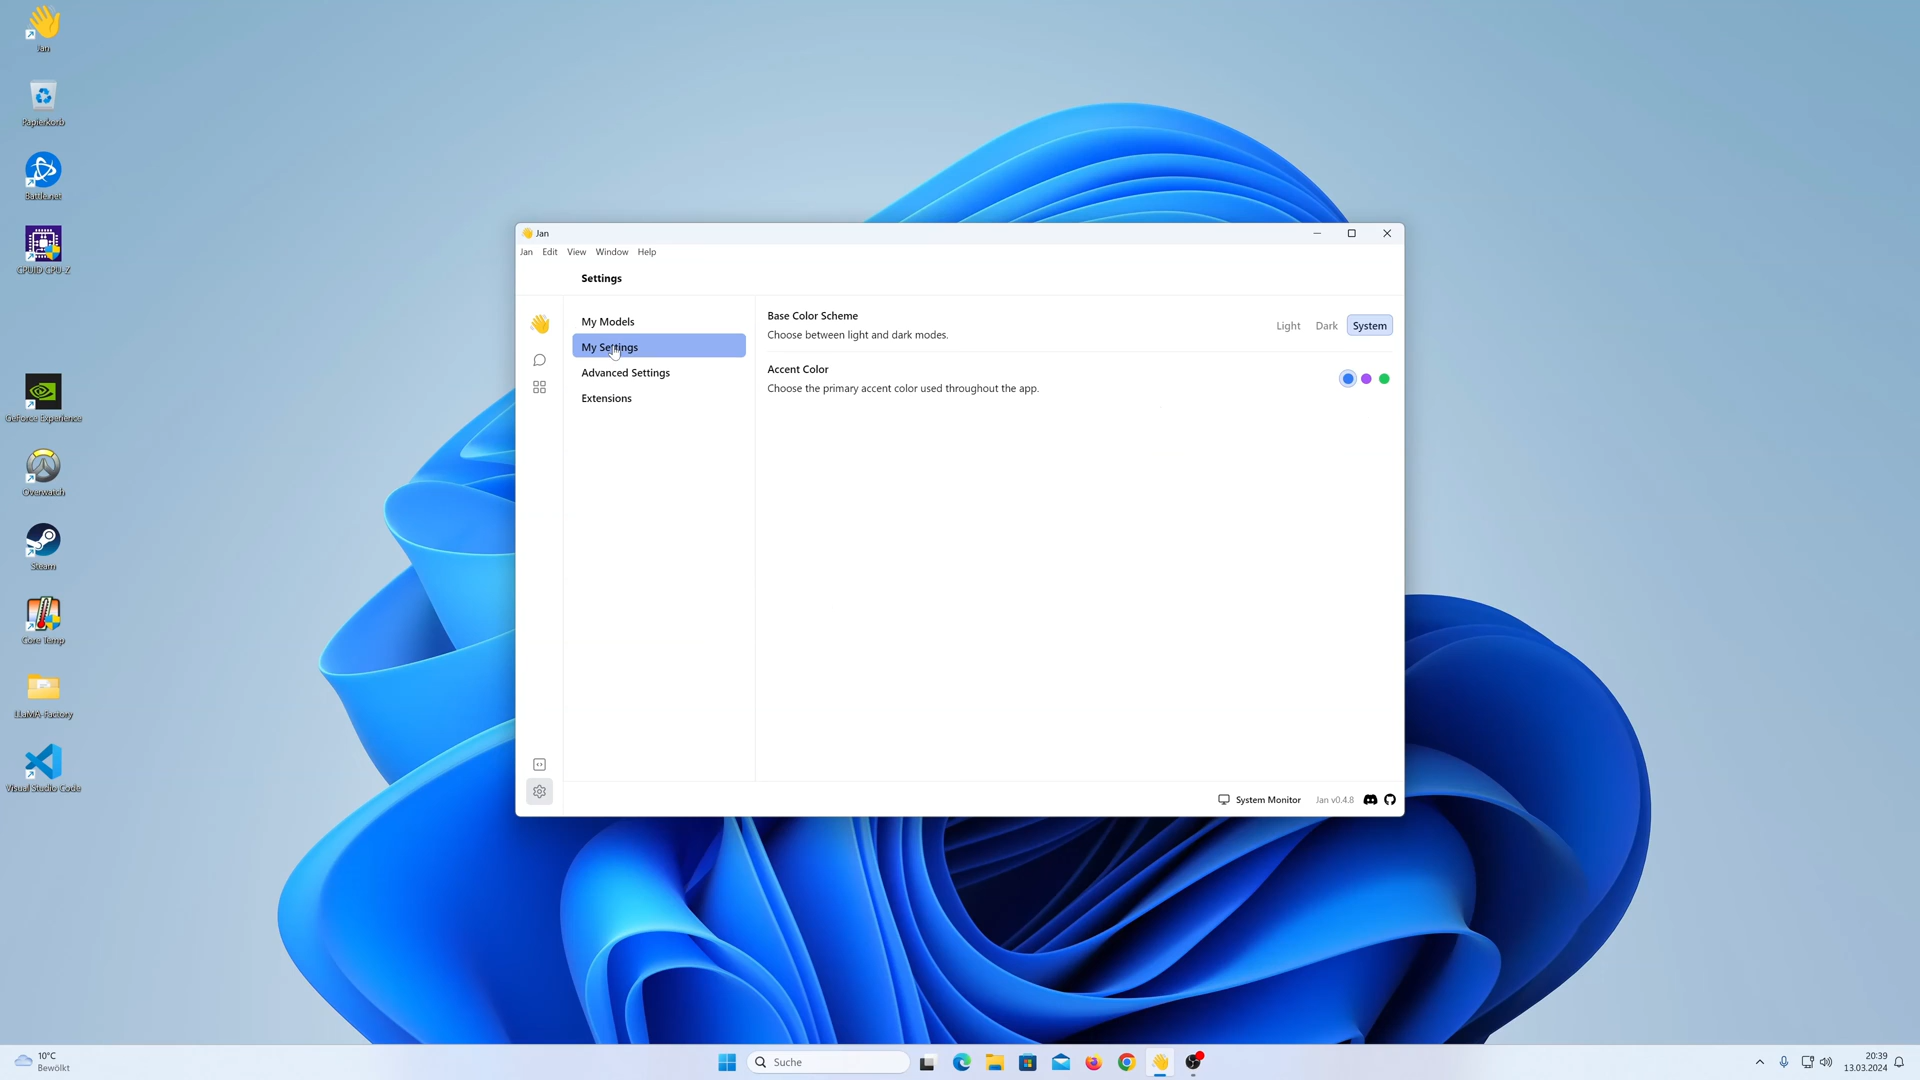 Jan
Papierkorb
Battle.net
CPUID CPU-Z
GeForce Experience
Overwatch
Steam
Core Temp
LLaMA-Factory
Visual Studio Code
Jan
Jan Edit View Window Help
Settings
My Models
My Settings
Advanced Settings
Extensions
Base Color Scheme
Choose between light and dark modes.
Light Dark System
Accent Color
Choose the primary accent color used throughout the app.
System Monitor Jan v0.4.8
10°C
Bewölkt
Suche
20:39
13.03.2024